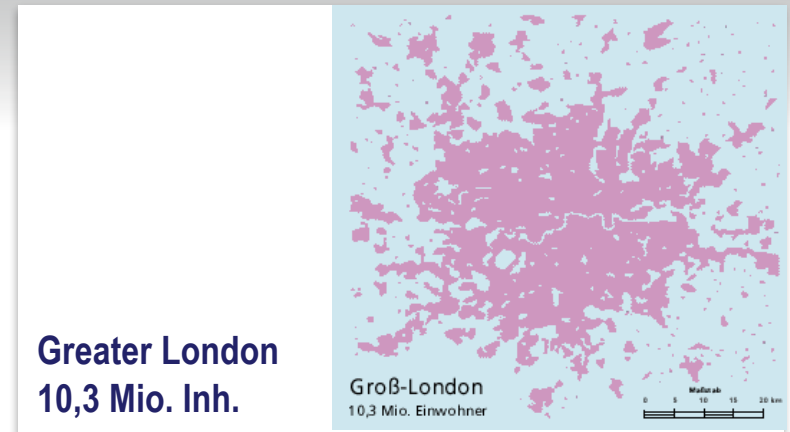 Greater London
10,3 Mio. Inh.
Groß-London
10,3 Mio. Einwohner
Maßstab
0 5 10 15 20 km